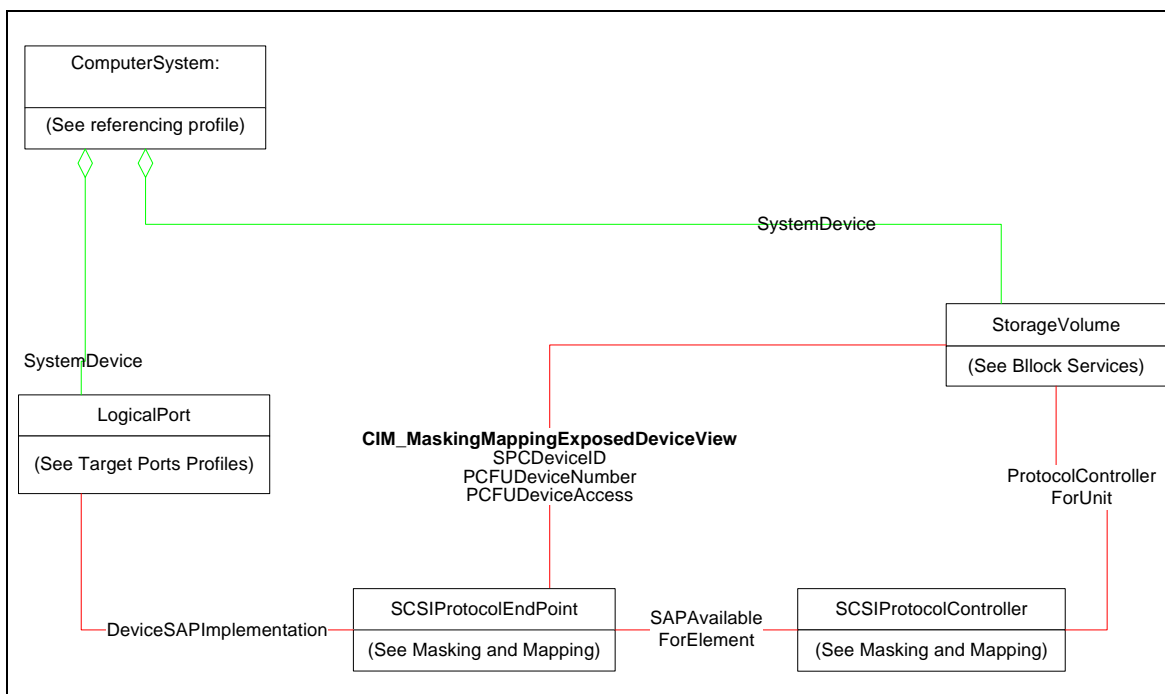 ComputerSystem:
(See referencing profile)
SystemDevice
StorageVolume
(See Bllock Services)
SystemDevice
LogicalPort
(See Target Ports Profiles)
CIM_MaskingMappingExposedDeviceView
SPCDeviceID
PCFUDeviceNumber
PCFUDeviceAccess
ProtocolController
ForUnit
SCSIProtocolEndPoint
(See Masking and Mapping)
SCSIProtocolController
(See Masking and Mapping)
DeviceSAPImplementation
SAPAvailable
ForElement